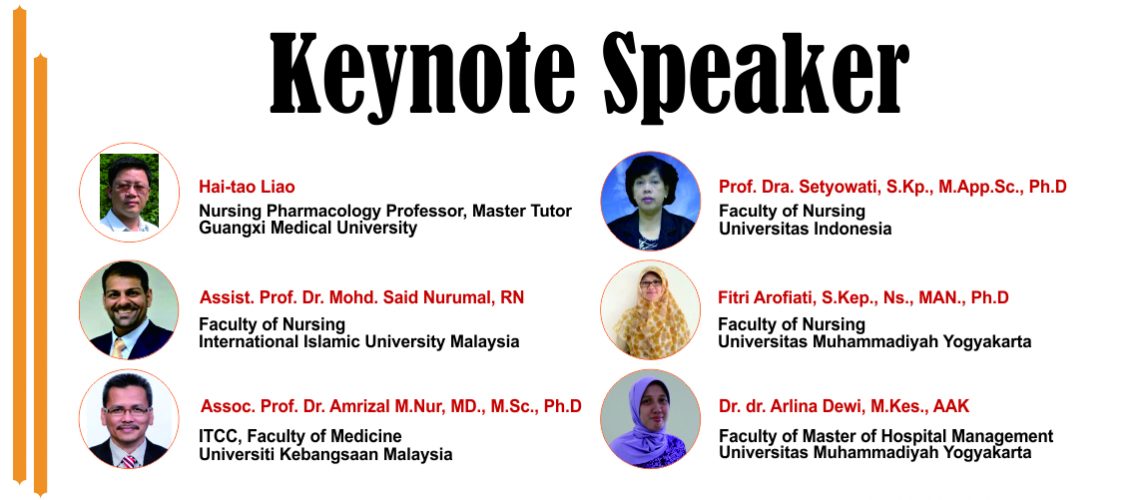 Keynote Speaker
Hai-tao Liao
Nursing Pharmacology Professor, Master Tutor
Guangxi Medical University
Assist. Prof. Dr. Mohd. Said Nurumal, RN
Faculty of Nursing
International Islamic University Malaysia
Assoc. Prof. Dr. Amrizal M.Nur, MD., M.Sc., Ph.D
ITCC, Faculty of Medicine
Universiti Kebangsaan Malaysia
Prof. Dra. Setyowati, S.Kp., M.App.Sc., Ph.D
Faculty of Nursing
Universitas Indonesia
Fitri Arofiati, S.Kep., Ns., MAN., Ph.D
Faculty of Nursing
Universitas Muhammadiyah Yogyakarta
Dr. dr. Arlina Dewi, M.Kes., AAK
Faculty of Master of Hospital Management
Universitas Muhammadiyah Yogyakarta